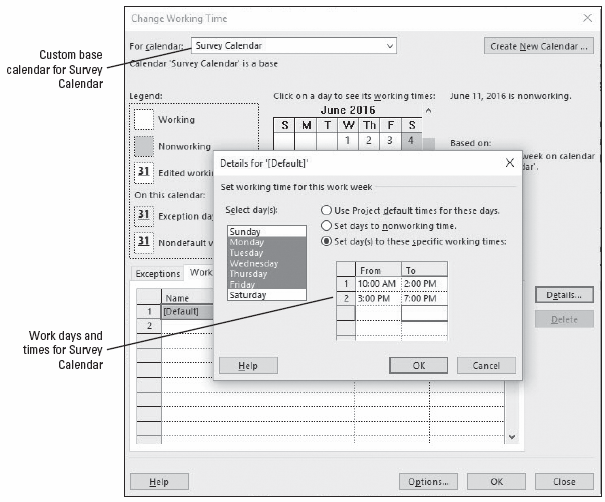 Change Working Time
For calendar: Survey Calendar
Create New Calendar ...
Calendar 'Survey Calendar' is a base
Custom base
calendar for Survey
Calendar
Legend:
Working
Nonworking
31 Edited worki
On this calendar:
31 Exception da
31 Nondefault w
Click on a day to see its working times:
June 2016
S M T W Th F S
1 2 3 4
June 11, 2016 is nonworking.
Based on:
week on calendar
dar'.
Details for '[Default]'
Set working time for this work week
Select day(s):
Sunday
Monday
Tuesday
Wednesday
Thursday
Friday
Saturday
Use Project default times for these days.
Set days to nonworking time.
Set day(s) to these specific working times:
From To
1 10:00 AM 2:00 PM
2 3:00 PM 7:00 PM
Help
OK
Cancel
Exceptions Work
Name
1 [Default]
2
Details...
Delete
Work days and
times for Survey
Calendar
Help
Options...
OK
Close